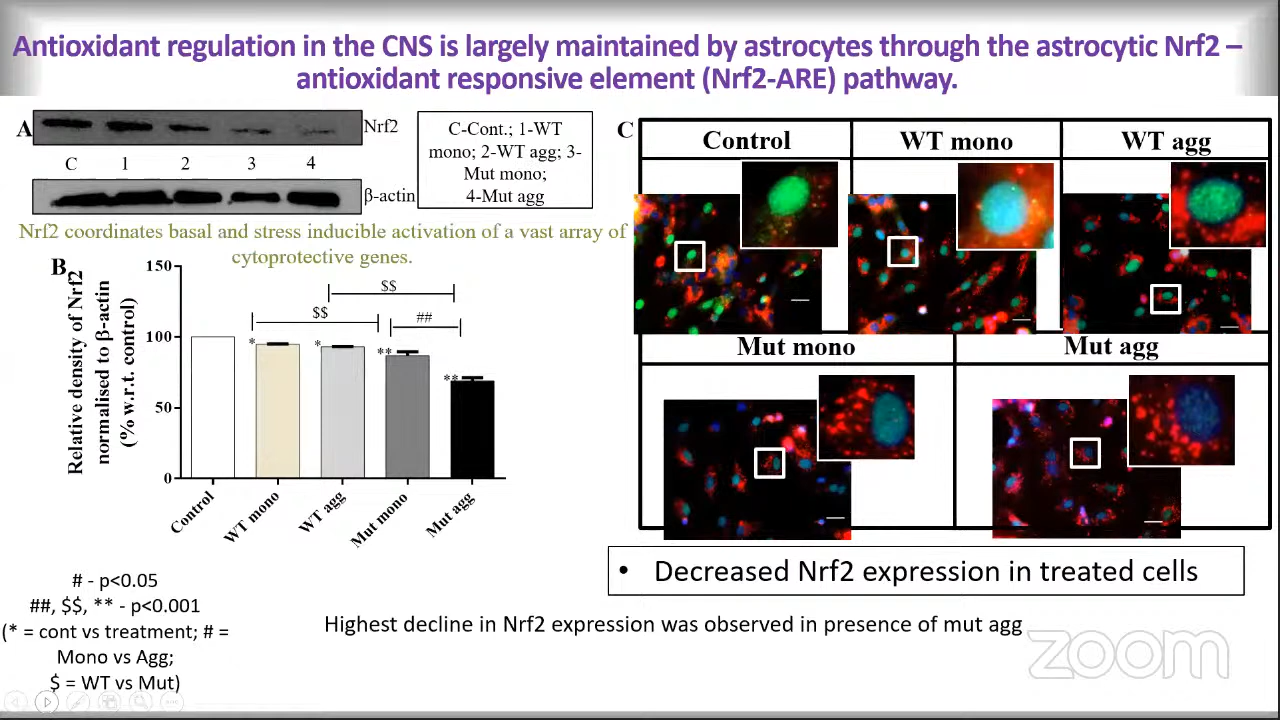 Antioxidant regulation in the CNS is largely maintained by astrocytes through the astrocytic Nrf2 –
antioxidant responsive element (Nrf2-ARE) pathway.
A
Nrf2
C 1 2 3 4
β-actin
C-Cont.; 1-WT
mono; 2-WT agg; 3-
Mut mono;
4-Mut agg
Nrf2 coordinates basal and stress inducible activation of a vast array of
cytoprotective genes.
B
Relative density of Nrf2
normalised to β-actin
(% w.r.t. control)
150
100
50
0
$$
$$
##
*
*
**
**
Control
WT mono
WT agg
Mut mono
Mut agg
# - p<0.05
##, $$, ** - p<0.001
(* = cont vs treatment; # =
Mono vs Agg;
$ = WT vs Mut)
C
Control
WT mono
WT agg
Mut mono
Mut agg
• Decreased Nrf2 expression in treated cells
Highest decline in Nrf2 expression was observed in presence of mut agg
zoom